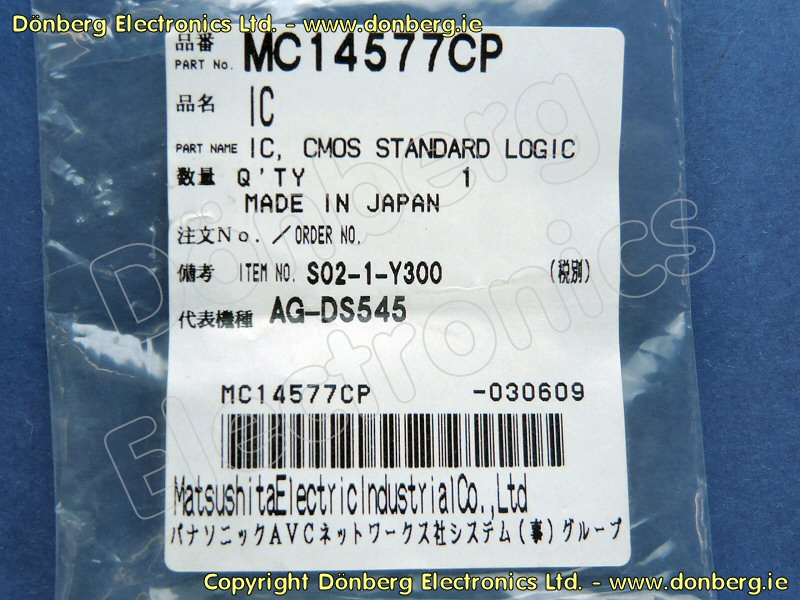 Dönberg Electronics Ltd. - www.donberg.ie
品番
PART No. MC14577CP
品名 IC
PART NAME IC, CMOS STANDARD LOGIC
数量 Q'TY 1
MADE IN JAPAN
注文No./ORDER NO.
備考 ITEM NO. S02-1-Y300 (税別)
代表機種 AG-DS545
MC14577CP -030609
MatsushitaElectricIndustrialCo.,Ltd
パナソニックAVCネットワークス社システム(事)グループ
Dönberg
Electronics
Copyright Dönberg Electronics Ltd. - www.donberg.ie